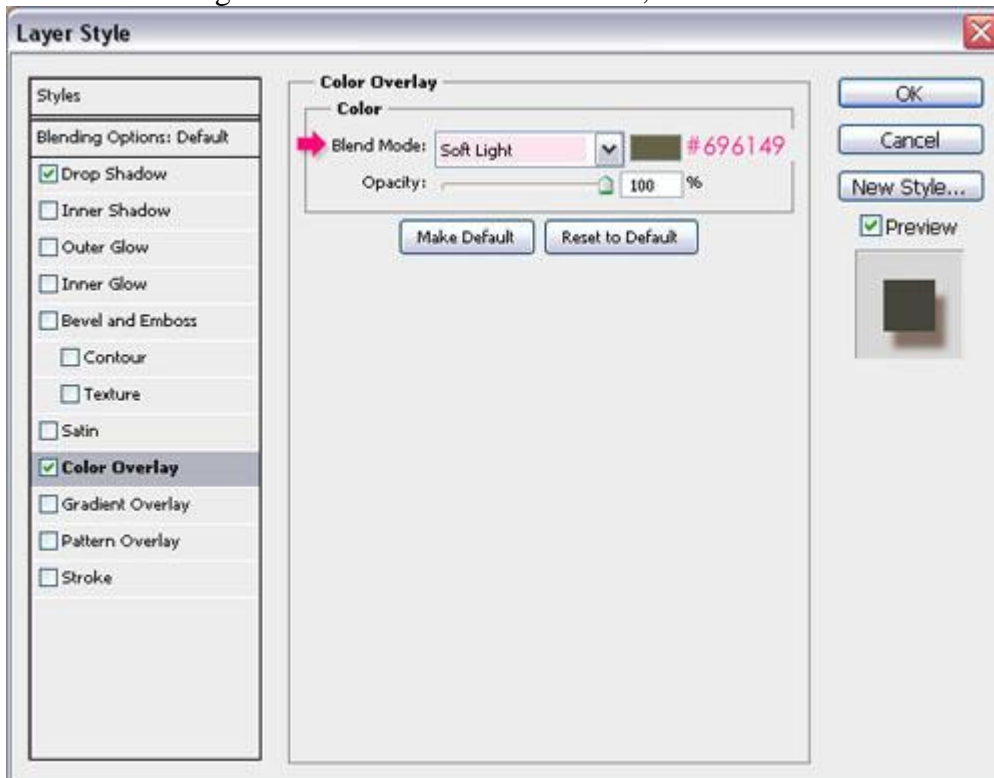 Layer Style
Styles
Blending Options: Default
Drop Shadow
Inner Shadow
Outer Glow
Inner Glow
Bevel and Emboss
Contour
Texture
Satin
Color Overlay
Gradient Overlay
Pattern Overlay
Stroke
Color Overlay
Color
Blend Mode: Soft Light #696149
Opacity: 100 %
Make Default Reset to Default
OK
Cancel
New Style...
Preview